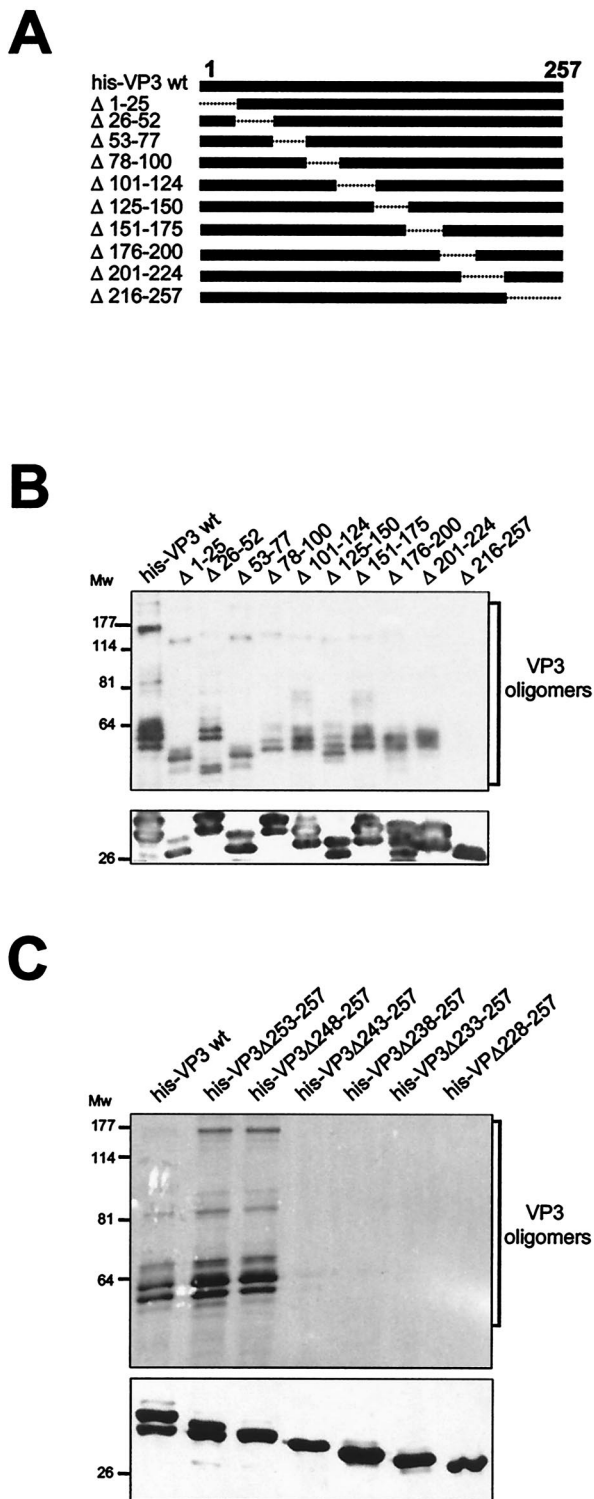 A
1 257
his-VP3 wt
Δ 1-25
Δ 26-52
Δ 53-77
Δ 78-100
Δ 101-124
Δ 125-150
Δ 151-175
Δ 176-200
Δ 201-224
Δ 216-257
B
his-VP3 wt
Δ 1-25
Δ 26-52
Δ 53-77
Δ 78-100
Δ 101-124
Δ 125-150
Δ 151-175
Δ 176-200
Δ 201-224
Δ 216-257
Mw
177
114
81
64
VP3
oligomers
26
C
his-VP3 wt
his-VP3Δ253-257
his-VP3Δ248-257
his-VP3Δ243-257
his-VP3Δ238-257
his-VP3Δ233-257
his-VPΔ228-257
Mw
177
114
81
64
VP3
oligomers
26